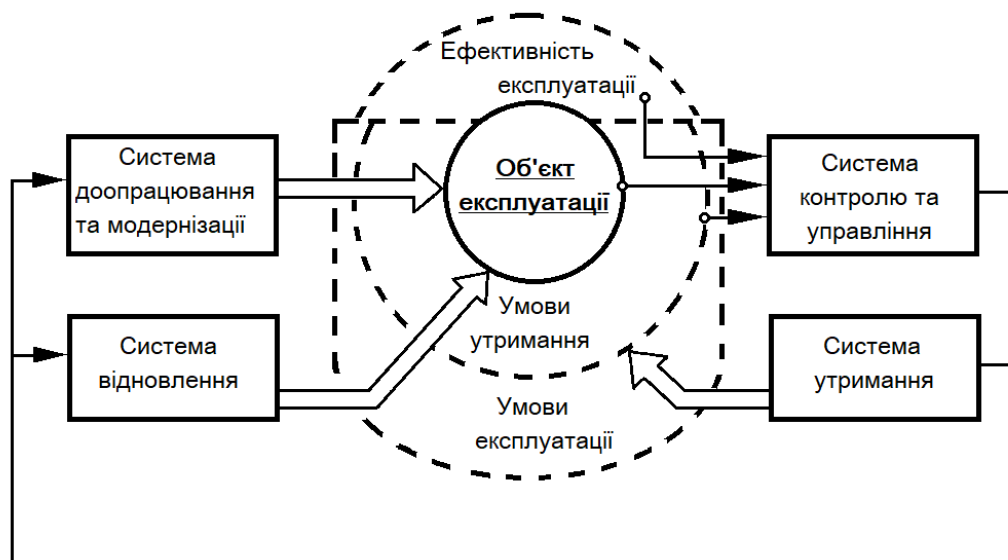 Ефективність
експлуатації
Система
доопрацювання
та модернізації
Об'єкт
експлуатації
Система
контролю та
управління
Умови
утримання
Система
відновлення
Система
утримання
Умови
експлуатації